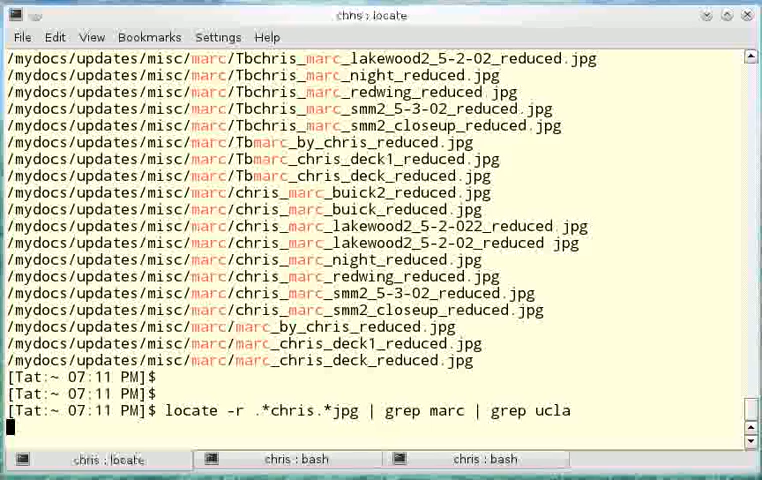 chris : locate
File Edit View Bookmarks Settings Help
/mydocs/updates/misc/marc/Tbchris_marc_lakewood2_5-2-02_reduced.jpg
/mydocs/updates/misc/marc/Tbchris_marc_night_reduced.jpg
/mydocs/updates/misc/marc/Tbchris_marc_redwing_reduced.jpg
/mydocs/updates/misc/marc/Tbchris_marc_smm2_5-3-02_reduced.jpg
/mydocs/updates/misc/marc/Tbchris_marc_smm2_closeup_reduced.jpg
/mydocs/updates/misc/marc/Tbmarc_by_chris_reduced.jpg
/mydocs/updates/misc/marc/Tbmarc_chris_deck1_reduced.jpg
/mydocs/updates/misc/marc/Tbmarc_chris_deck_reduced.jpg
/mydocs/updates/misc/marc/chris_marc_buick2_reduced.jpg
/mydocs/updates/misc/marc/chris_marc_buick_reduced.jpg
/mydocs/updates/misc/marc/chris_marc_lakewood2_5-2-022_reduced.jpg
/mydocs/updates/misc/marc/chris_marc_lakewood2_5-2-02_reduced.jpg
/mydocs/updates/misc/marc/chris_marc_night_reduced.jpg
/mydocs/updates/misc/marc/chris_marc_redwing_reduced.jpg
/mydocs/updates/misc/marc/chris_marc_smm2_5-3-02_reduced.jpg
/mydocs/updates/misc/marc/chris_marc_smm2_closeup_reduced.jpg
/mydocs/updates/misc/marc/marc_by_chris_reduced.jpg
/mydocs/updates/misc/marc/marc_chris_deck1_reduced.jpg
/mydocs/updates/misc/marc/marc_chris_deck_reduced.jpg
[Tat:~ 07:11 PM]$
[Tat:~ 07:11 PM]$
[Tat:~ 07:11 PM]$ locate -r .*chris.*jpg | grep marc | grep ucla
chris : locate chris : bash chris : bash